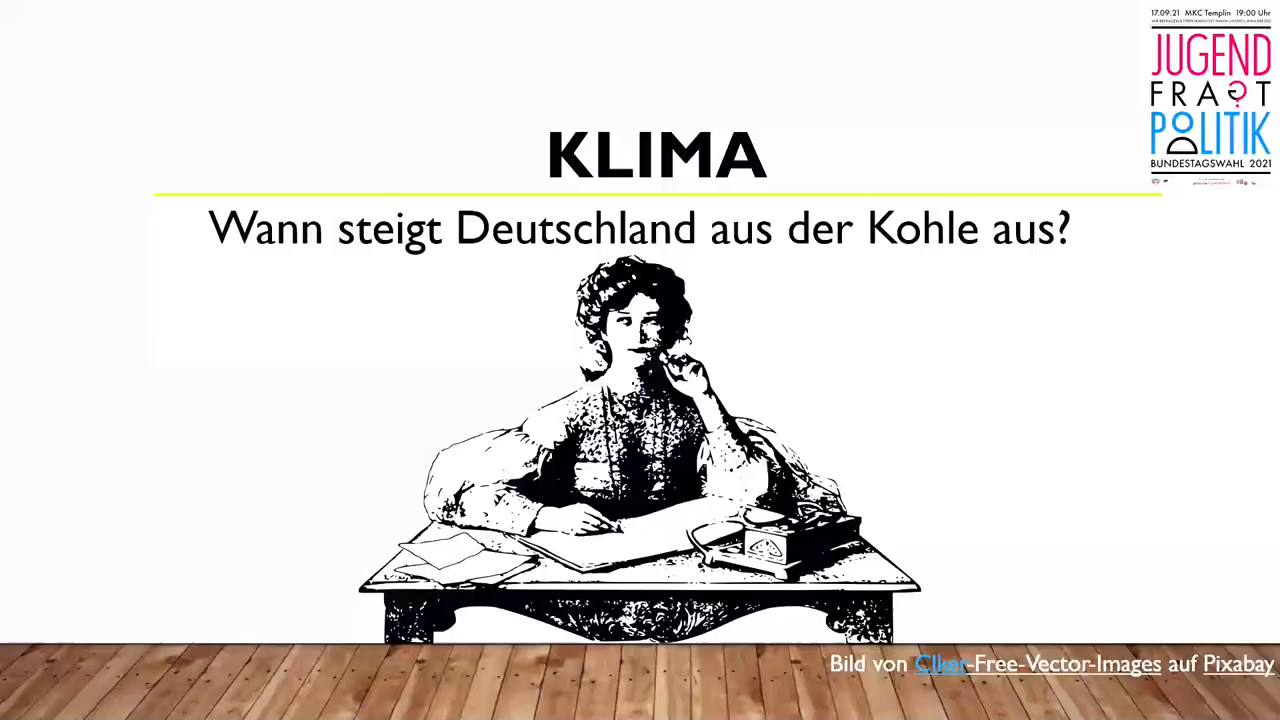 17.09.21 MKC Templin 19:00 Uhr
JUGEND
FRAGT
POLITIK
BUNDESTAGSWAHL 2021
KLIMA
Wann steigt Deutschland aus der Kohle aus?
Bild von Clker-Free-Vector-Images auf Pixabay